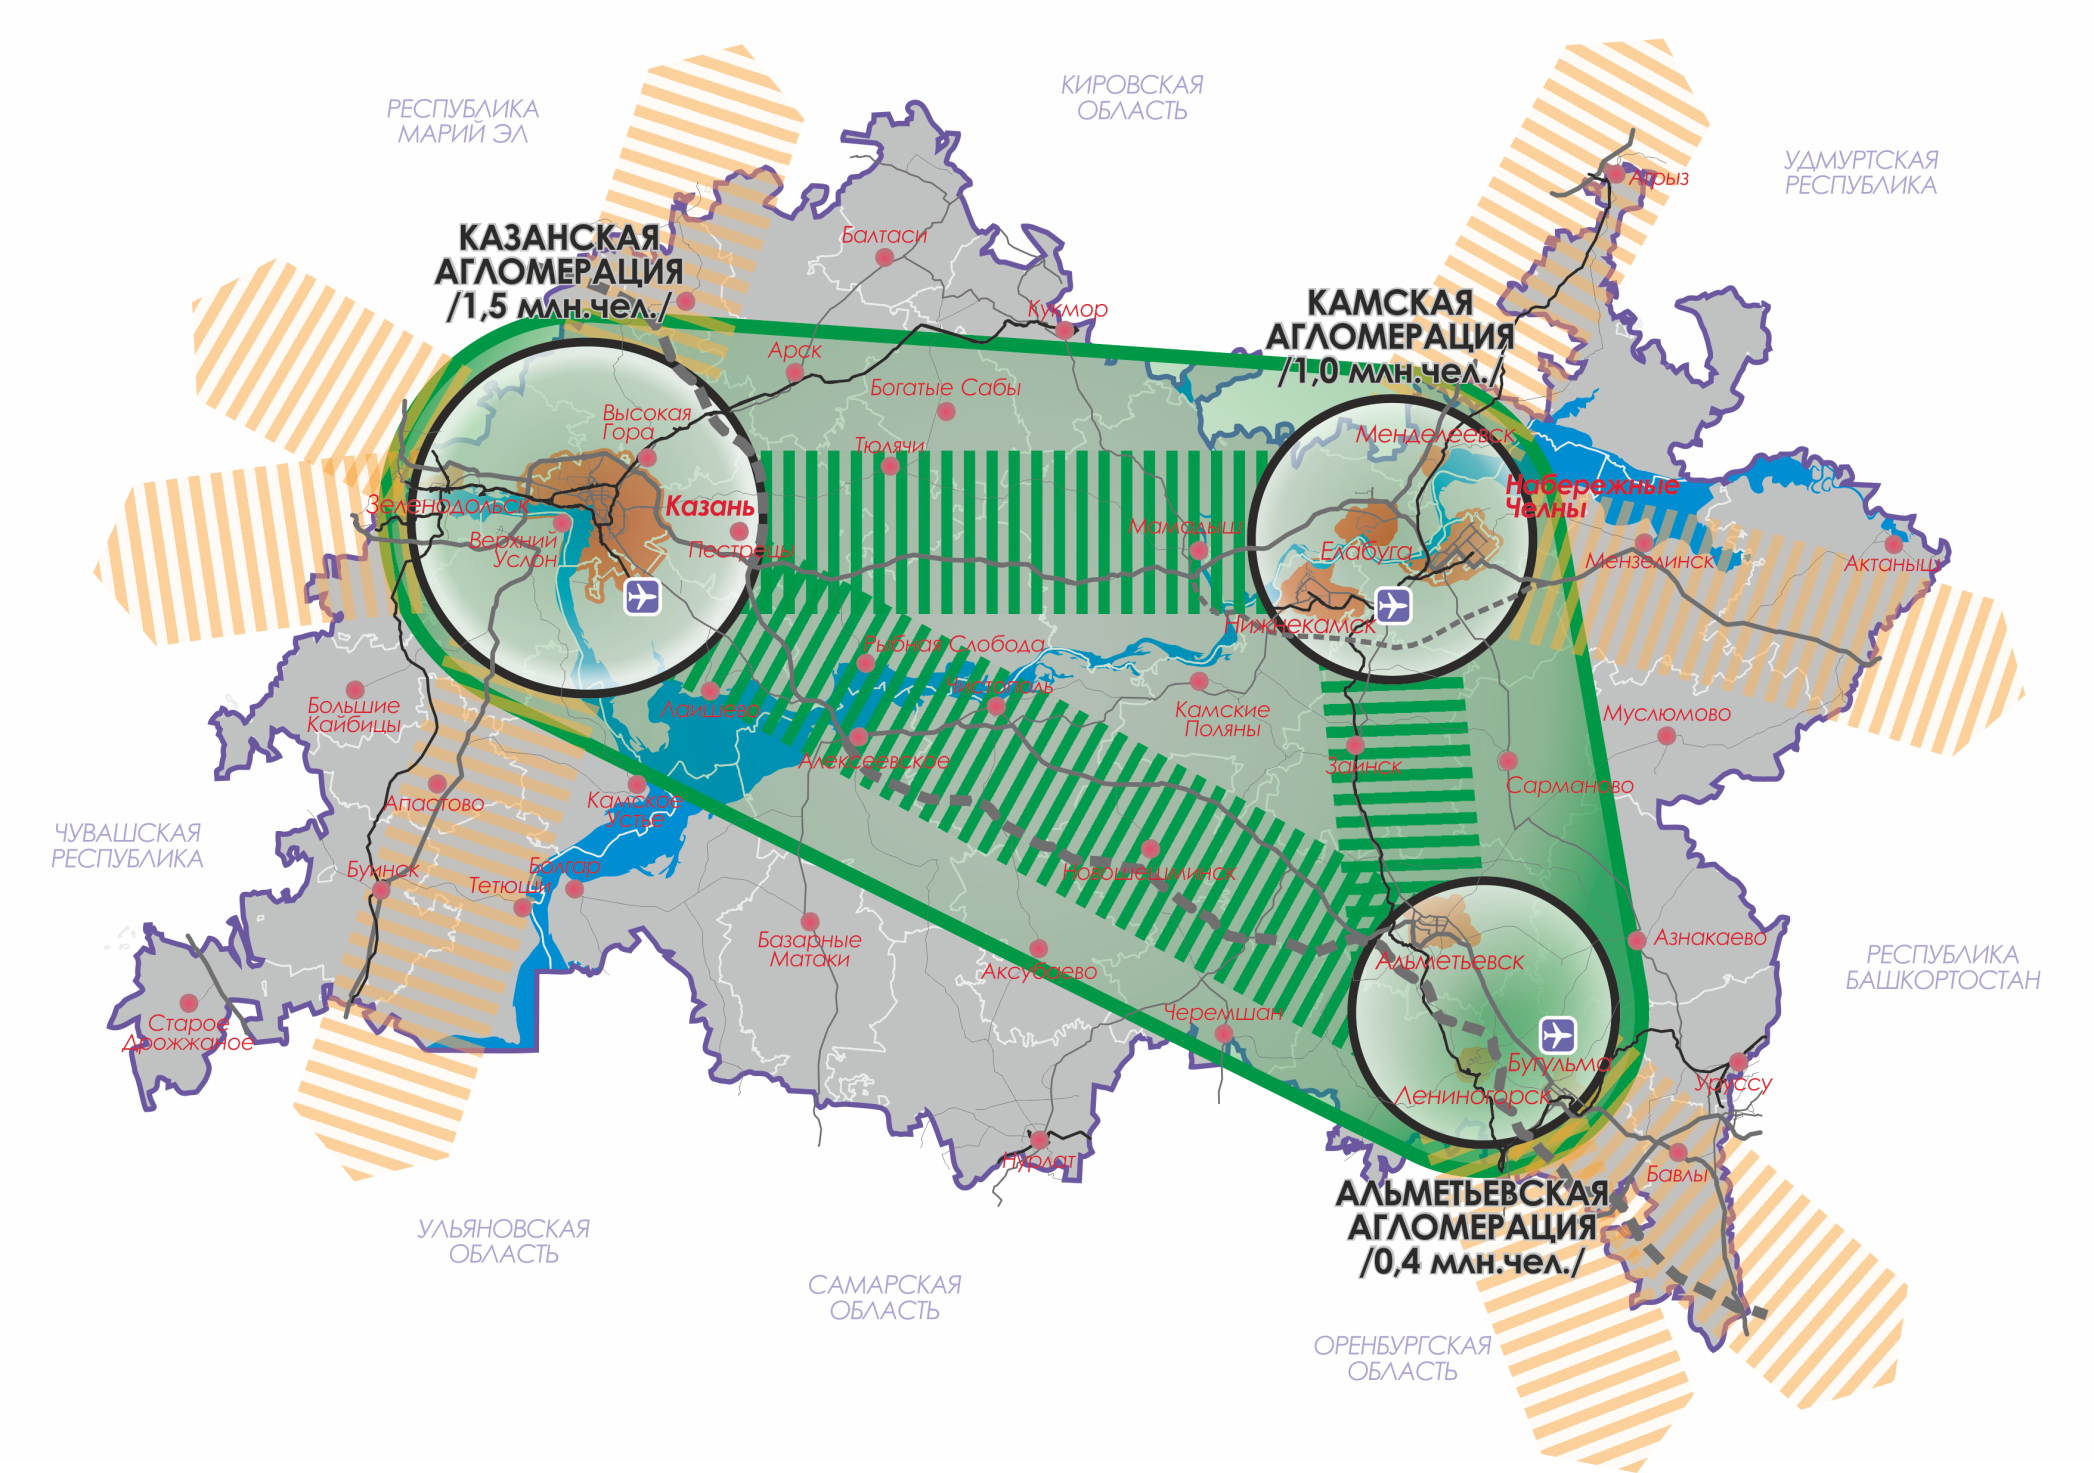 КИРОВСКАЯ
ОБЛАСТЬ
РЕСПУБЛИКА
МАРИЙ ЭЛ
УДМУРТСКАЯ
РЕСПУБЛИКА
Агрыз
Балтаси
КАЗАНСКАЯ
АГЛОМЕРАЦИЯ
/1,5 млн.чел./
Кукмор
КАМСКАЯ
АГЛОМЕРАЦИЯ
/1,0 млн.чел./
Арск
Богатые Сабы
Высокая
Гора
Тюлячи
Менделеевск
Набережные
Челны
Зеленодольск
Казань
Верхний
Услон
Пестрецы
Мамадыш
Елабуга
Мензелинск
Актаныш
Нижнекамск
Рыбная Слобода
Чистополь
Лаишево
Большие
Кайбицы
Камские
Поляны
Муслюмово
Алексеевское
Заинск
Сарманово
Апастово
Камское
Устье
ЧУВАШСКАЯ
РЕСПУБЛИКА
Буинск
Тетюши
Болгар
Новошешминск
Базарные
Матаки
Аксубаево
Азнакаево
Альметьевск
РЕСПУБЛИКА
БАШКОРТОСТАН
Старое
Дрожжаное
Черемшан
Бугульма
Лениногорск
Уруссу
Нурлат
Бавлы
АЛЬМЕТЬЕВСКАЯ
АГЛОМЕРАЦИЯ
/0,4 млн.чел./
УЛЬЯНОВСКАЯ
ОБЛАСТЬ
САМАРСКАЯ
ОБЛАСТЬ
ОРЕНБУРГСКАЯ
ОБЛАСТЬ